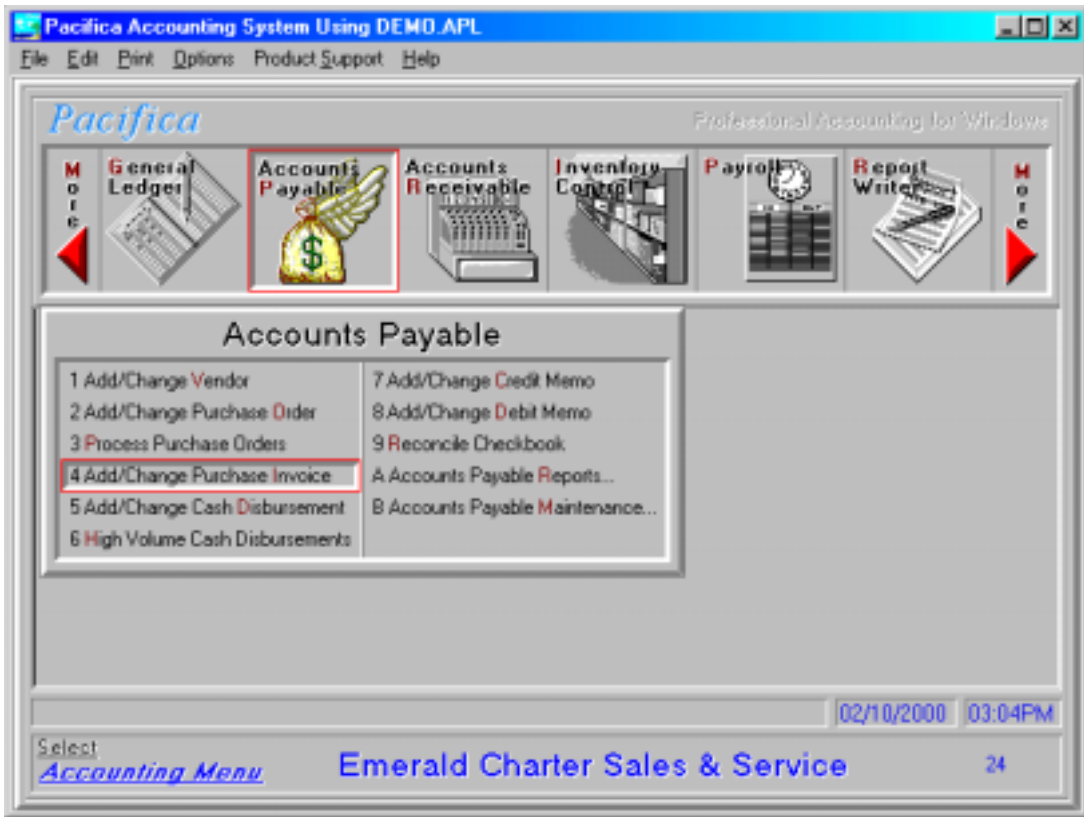 Pacifica Accounting System Using DEMO.APL
File Edit Print Options Product Support Help
Pacifica
Professional Accounting for Windows
More
General Ledger
Accounts Payable
Accounts Receivable
Inventory Control
Payroll
Report Writer
More
Accounts Payable
1 Add/Change Vendor
2 Add/Change Purchase Order
3 Process Purchase Orders
4 Add/Change Purchase Invoice
5 Add/Change Cash Disbursement
6 High Volume Cash Disbursements
7 Add/Change Credit Memo
8 Add/Change Debit Memo
9 Reconcile Checkbook
A Accounts Payable Reports...
B Accounts Payable Maintenance...
02/10/2000 03:04PM
Select
Accounting Menu
Emerald Charter Sales & Service
24